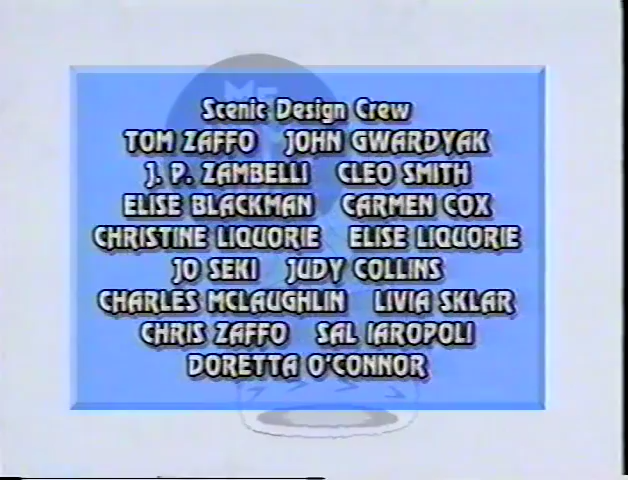 Scenic Design Crew
TOM ZAFFO JOHN GWARDYAK
J. P. ZAMBELLI CLEO SMITH
ELISE BLACKMAN CARMEN COX
CHRISTINE LIQUORIE ELISE LIQUORIE
JO SEKI JUDY COLLINS
CHARLES MCLAUGHLIN LIVIA SKLAR
CHRIS ZAFFO SAL IAROPOLI
DORETTA O'CONNOR